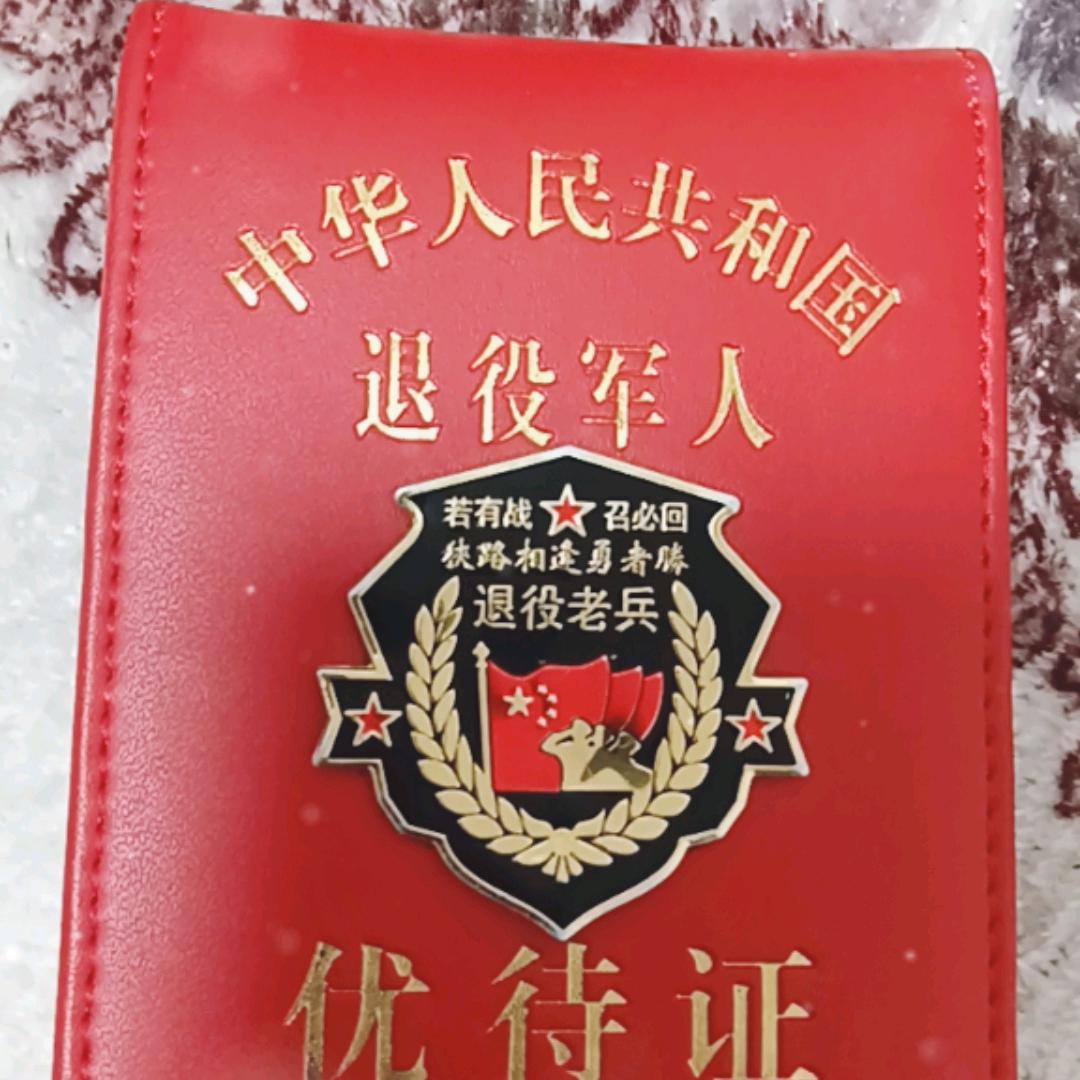 中华人民共和国
退役军人
若有战 召必回
狭路相逢勇者勝
退役老兵
优待证